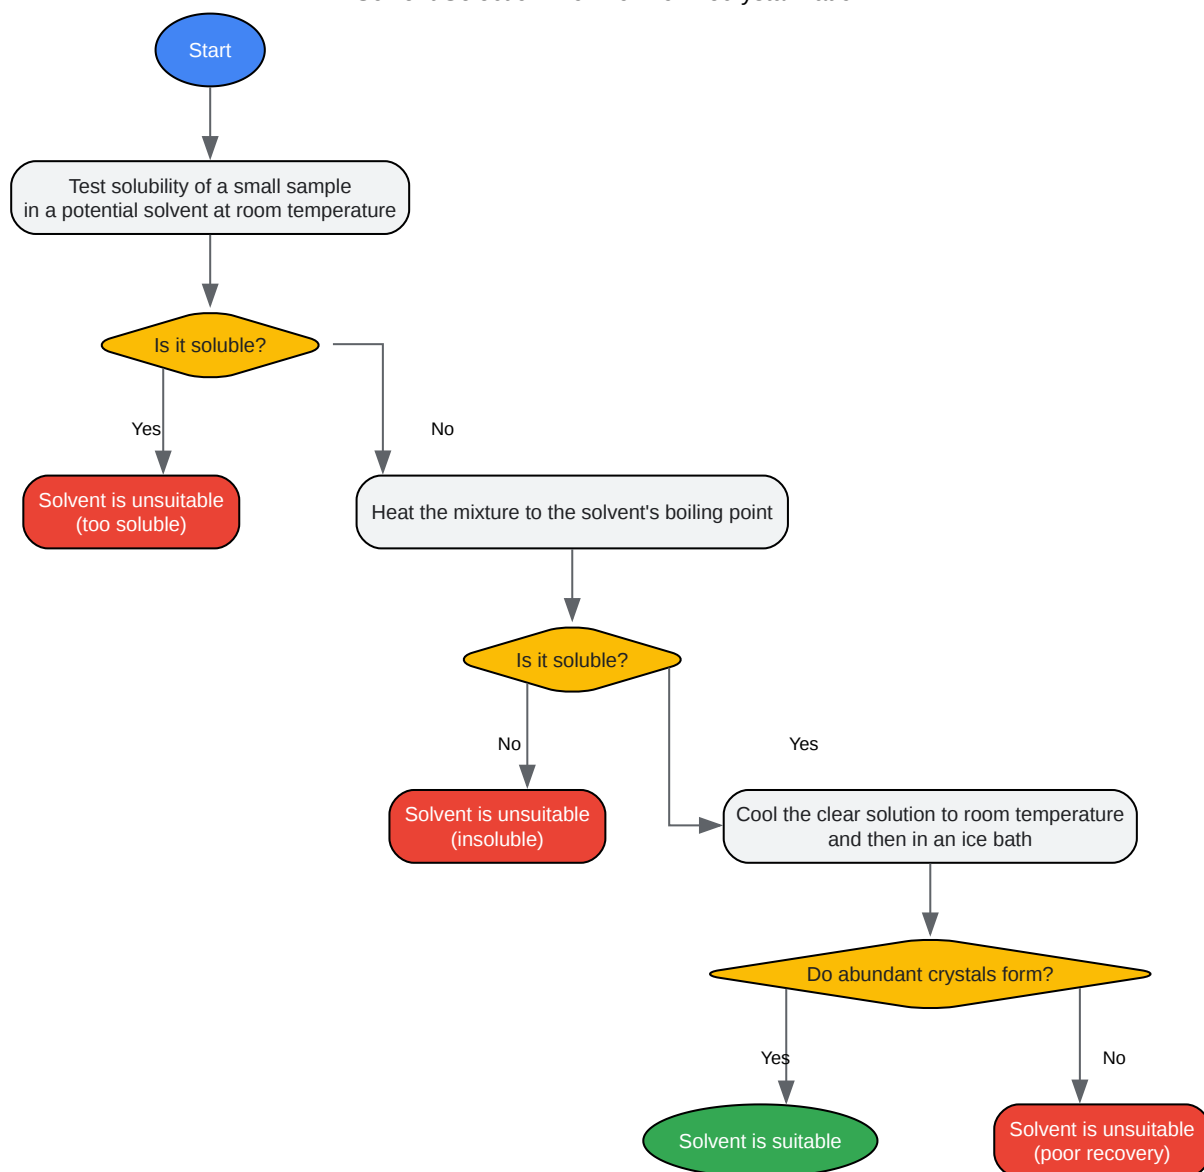 Start
Test solubility of a small sample
in a potential solvent at room temperature
Is it soluble?
Yes
No
Solvent is unsuitable
(too soluble)
Heat the mixture to the solvent's boiling point
Is it soluble?
No
Yes
Solvent is unsuitable
(insoluble)
Cool the clear solution to room temperature
and then in an ice bath
Do abundant crystals form?
Yes
No
Solvent is suitable
Solvent is unsuitable
(poor recovery)